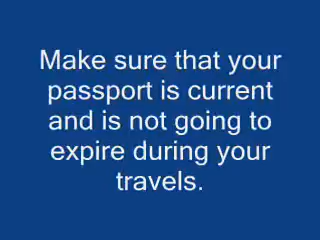 Make sure that your
passport is current
and is not going to
expire during your
travels.